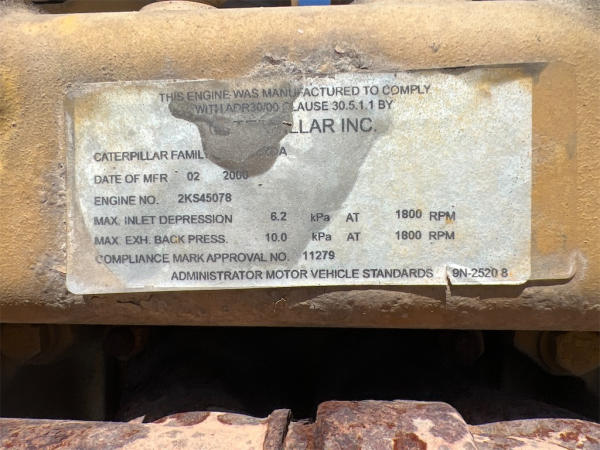 THIS ENGINE WAS MANUFACTURED TO COMPLY
WITH ADR30/00 CLAUSE 30.5.1.1 BY
LLAR INC.
CATERPILLAR FAMIL A
DATE OF MFR 02 2000
ENGINE NO. 2KS45078
MAX. INLET DEPRESSION 6.2 kPa AT 1800 RPM
MAX. EXH. BACK PRESS. 10.0 kPa AT 1800 RPM
COMPLIANCE MARK APPROVAL NO. 11279
ADMINISTRATOR MOTOR VEHICLE STANDARDS 9N-2520 8